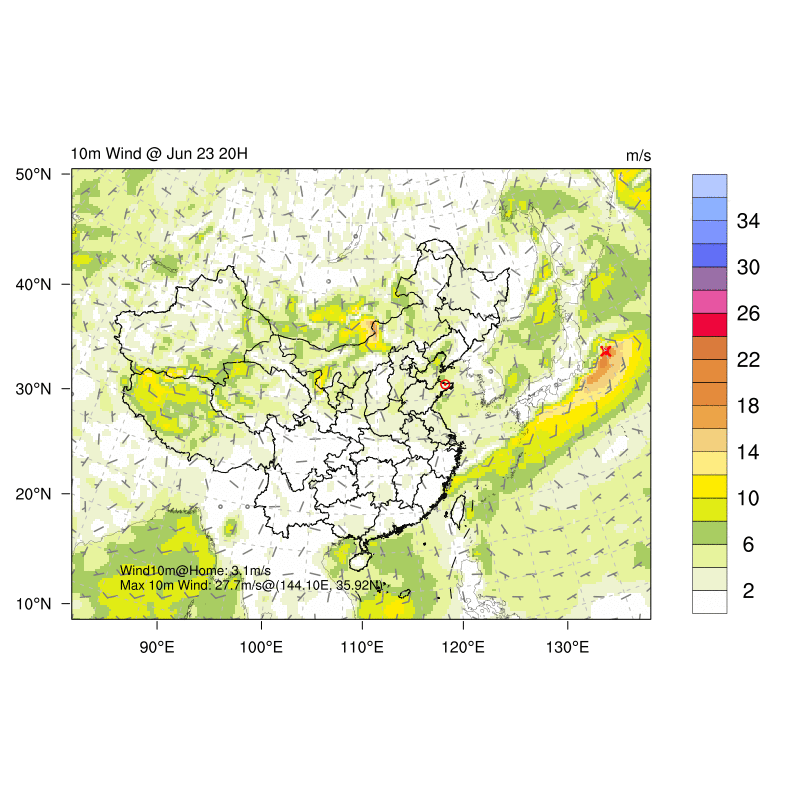 10m Wind @ Jun 23 20H
m/s
50°N
40°N
30°N
20°N
10°N
90°E
100°E
110°E
120°E
130°E
Wind10m@Home: 3.1m/s
Max 10m Wind: 27.7m/s@(144.10E, 35.92N)
34
30
26
22
18
14
10
6
2